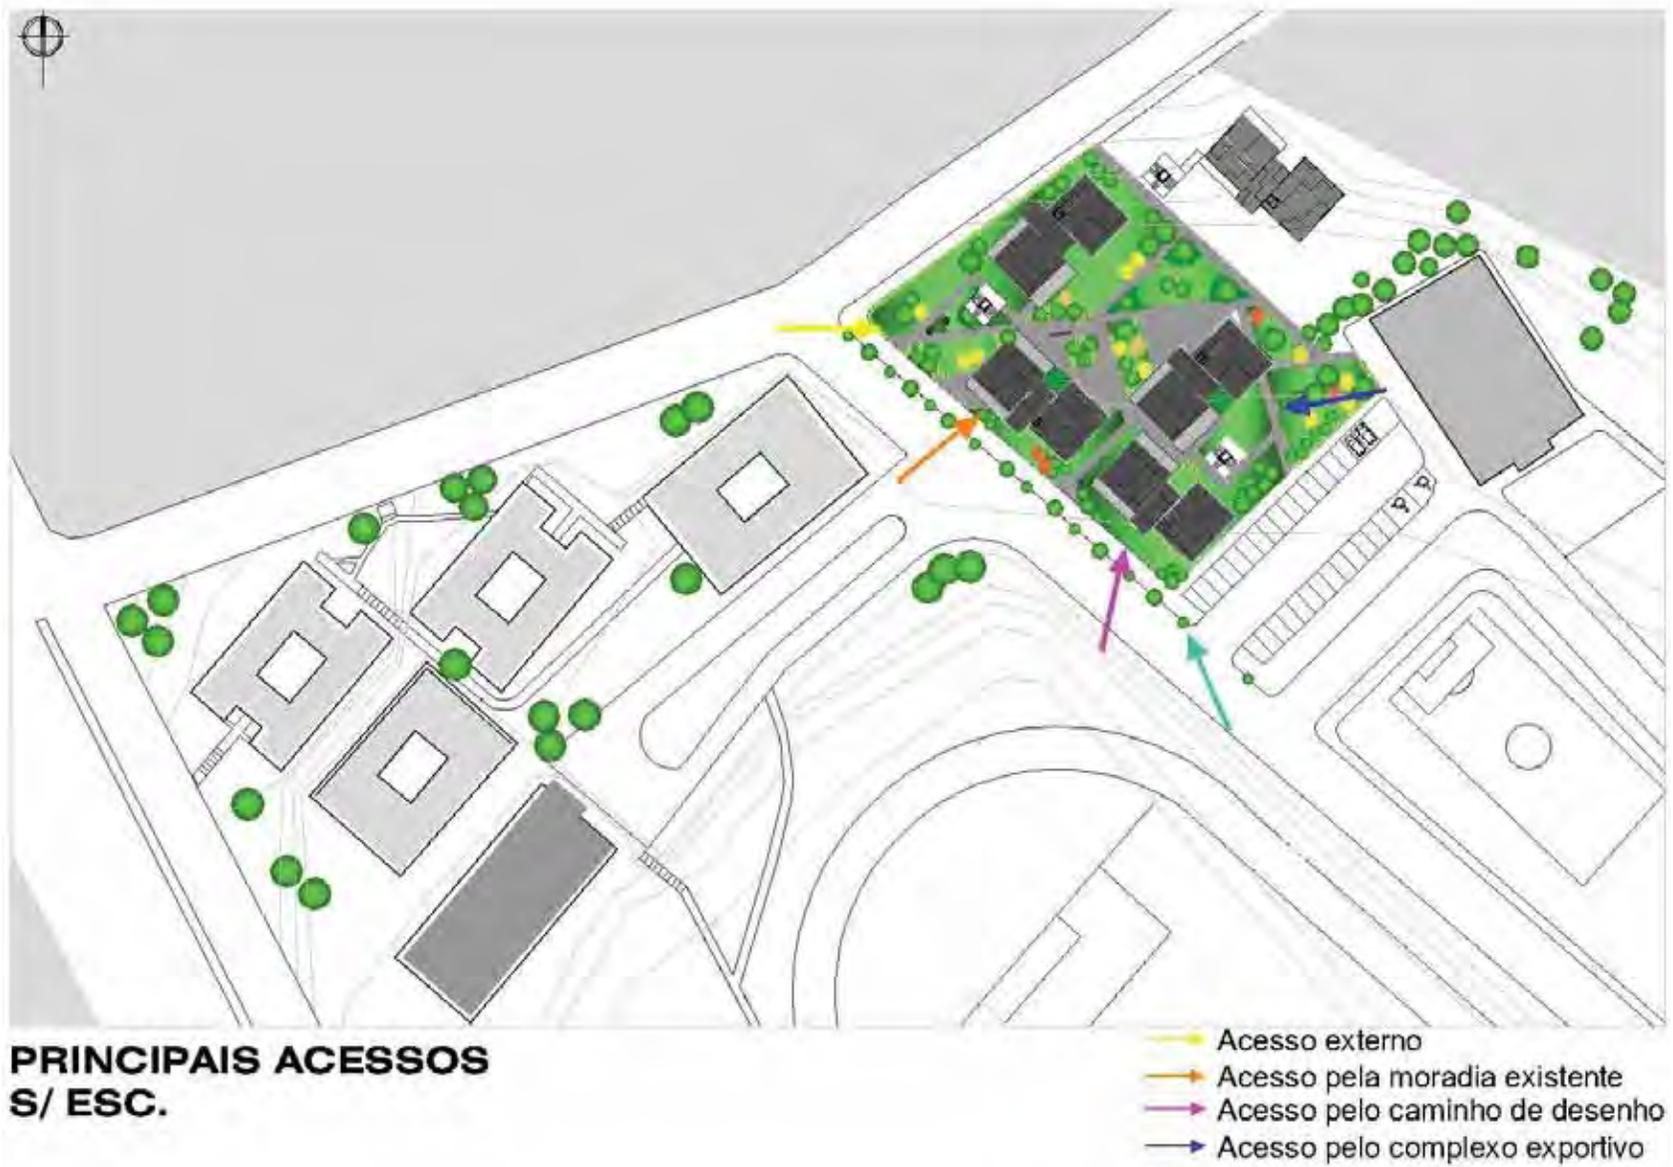 PRINCIPAIS ACESSOS
S/ ESC.
Acesso externo
Acesso pela moradia existente
Acesso pelo caminho de desenho
Acesso pelo complexo exportivo